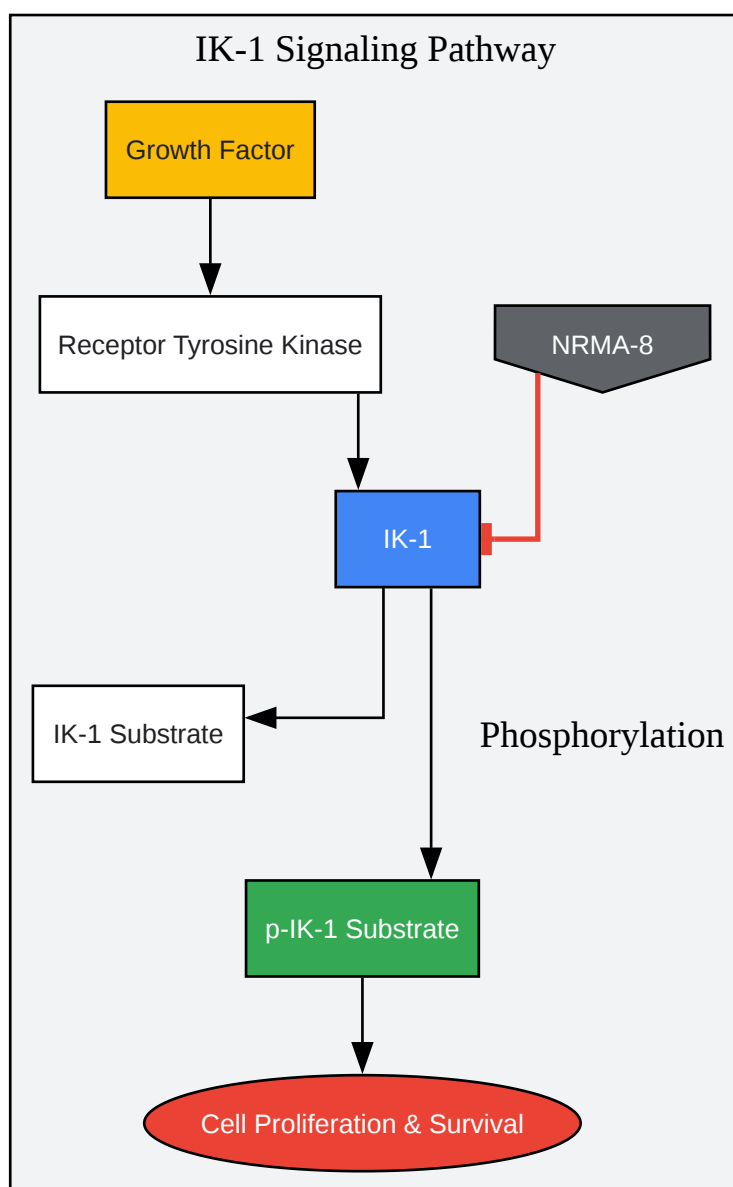 IK-1 Signaling Pathway
Growth Factor
Receptor Tyrosine Kinase
NRMA-8
IK-1
IK-1 Substrate
Phosphorylation
p-IK-1 Substrate
Cell Proliferation & Survival